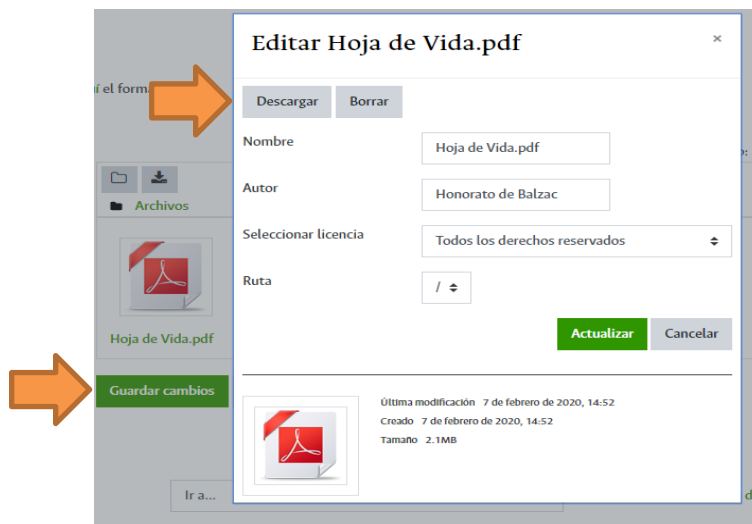 Editar Hoja de Vida.pdf
×
í el forma
Descargar Borrar
Nombre Hoja de Vida.pdf
Autor Honorato de Balzac
Seleccionar licencia Todos los derechos reservados
Ruta /
Actualizar Cancelar
Archivos
Hoja de Vida.pdf
Guardar cambios
Última modificación 7 de febrero de 2020, 14:52
Creado 7 de febrero de 2020, 14:52
Tamaño 2.1MB
Ir a...